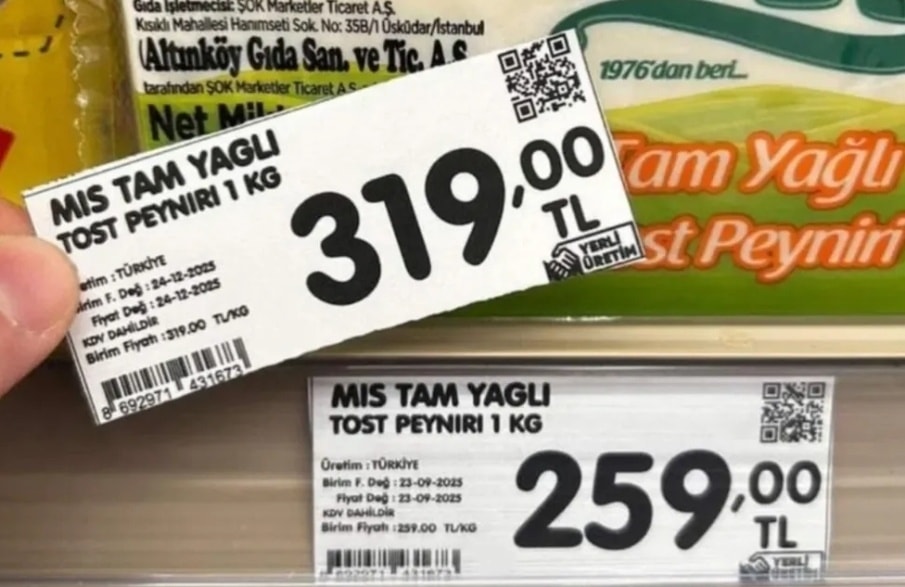 Gıda İşletmecisi: ŞOK Marketler Ticaret A.Ş.
Kısıklı Mahallesi Hanımseti Sok. No: 35B/1 Üsküdar/İstanbul
Altınköy Gıda San. ve Tic. A.Ş.
tarafından ŞOK Marketler Ticaret A.Ş.
Net
1976'dan beri...
Tam Yağlı
Tost Peyniri
MIS TAM YAGLI
TOST PEYNIRI 1 KG
319,00
TL
YERLİ
ÜRETİM
Üretim : TÜRKİYE
Birim F. Değ : 24-12-2025
Fiyat Değ : 24-12-2025
KDV DAHİLDİR
Birim Fiyatı : 319.00 TL/KG
8 692971 431673
MIS TAM YAGLI
TOST PEYNIRI 1 KG
259,00
TL
Üretim : TÜRKİYE
Birim F. Değ : 23-09-2025
Fiyat Değ : 23-09-2025
KDV DAHİLDİR
Birim Fiyatı : 259.00 TL/KG
8 692971 431673
YERLİ